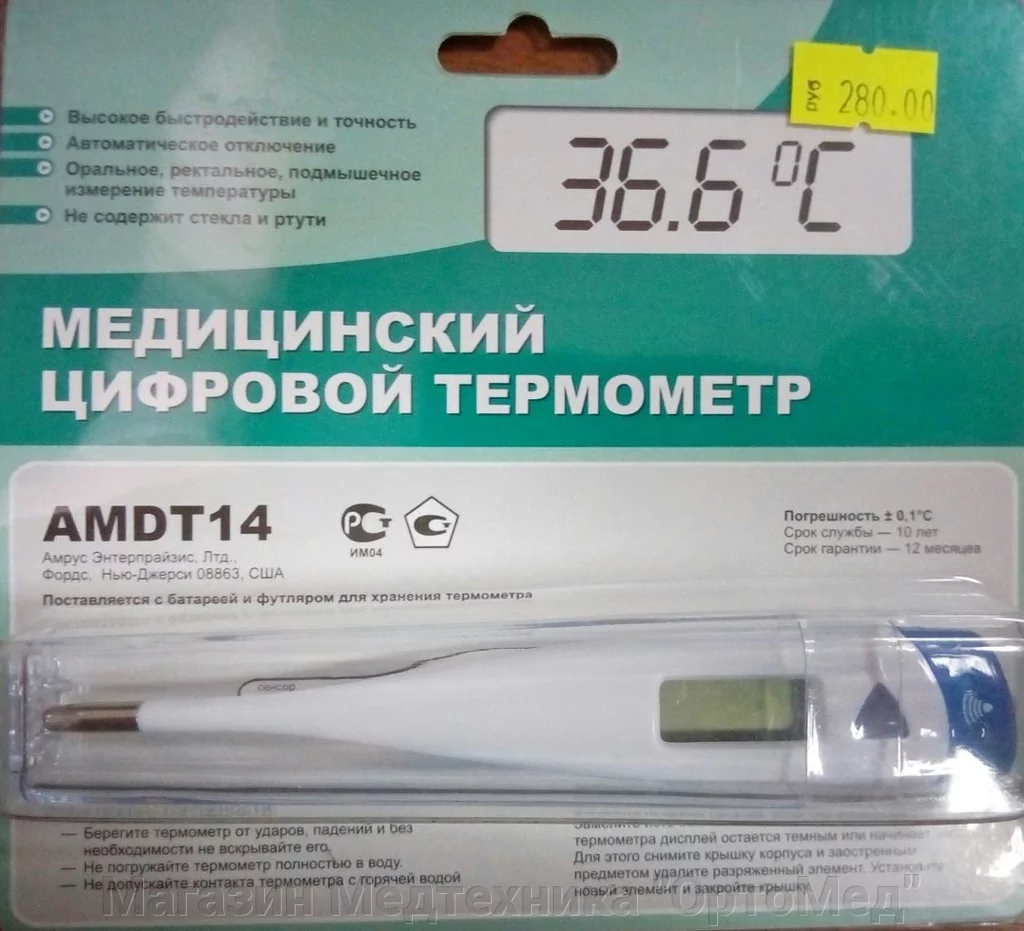 руб 280.00
Высокое быстродействие и точность
Автоматическое отключение
Оральное, ректальное, подмышечное
измерение температуры
Не содержит стекла и ртути
36.6 °C
МЕДИЦИНСКИЙ
ЦИФРОВОЙ ТЕРМОМЕТР
AMDT14
Амрус Энтерпрайзис, Лтд.,
Фордс, Нью-Джерси 08863, США
РСТ
ИМ04
Погрешность ± 0,1°C
Срок службы — 10 лет
Срок гарантии — 12 месяцев
Поставляется с батареей и футляром для хранения термометра
сенсор
— Берегите термометр от ударов, падений и без
необходимости не вскрывайте его.
— Не погружайте термометр полностью в воду.
— Не допускайте контакта термометра с горячей водой
Замените
термометра дисплей остается темным или начинает
Для этого снимите крышку корпуса и заостренным
предметом удалите разряженный элемент. Установите
новый элемент и закройте крышку.
"Магазин Медтехника "ОртоМед"